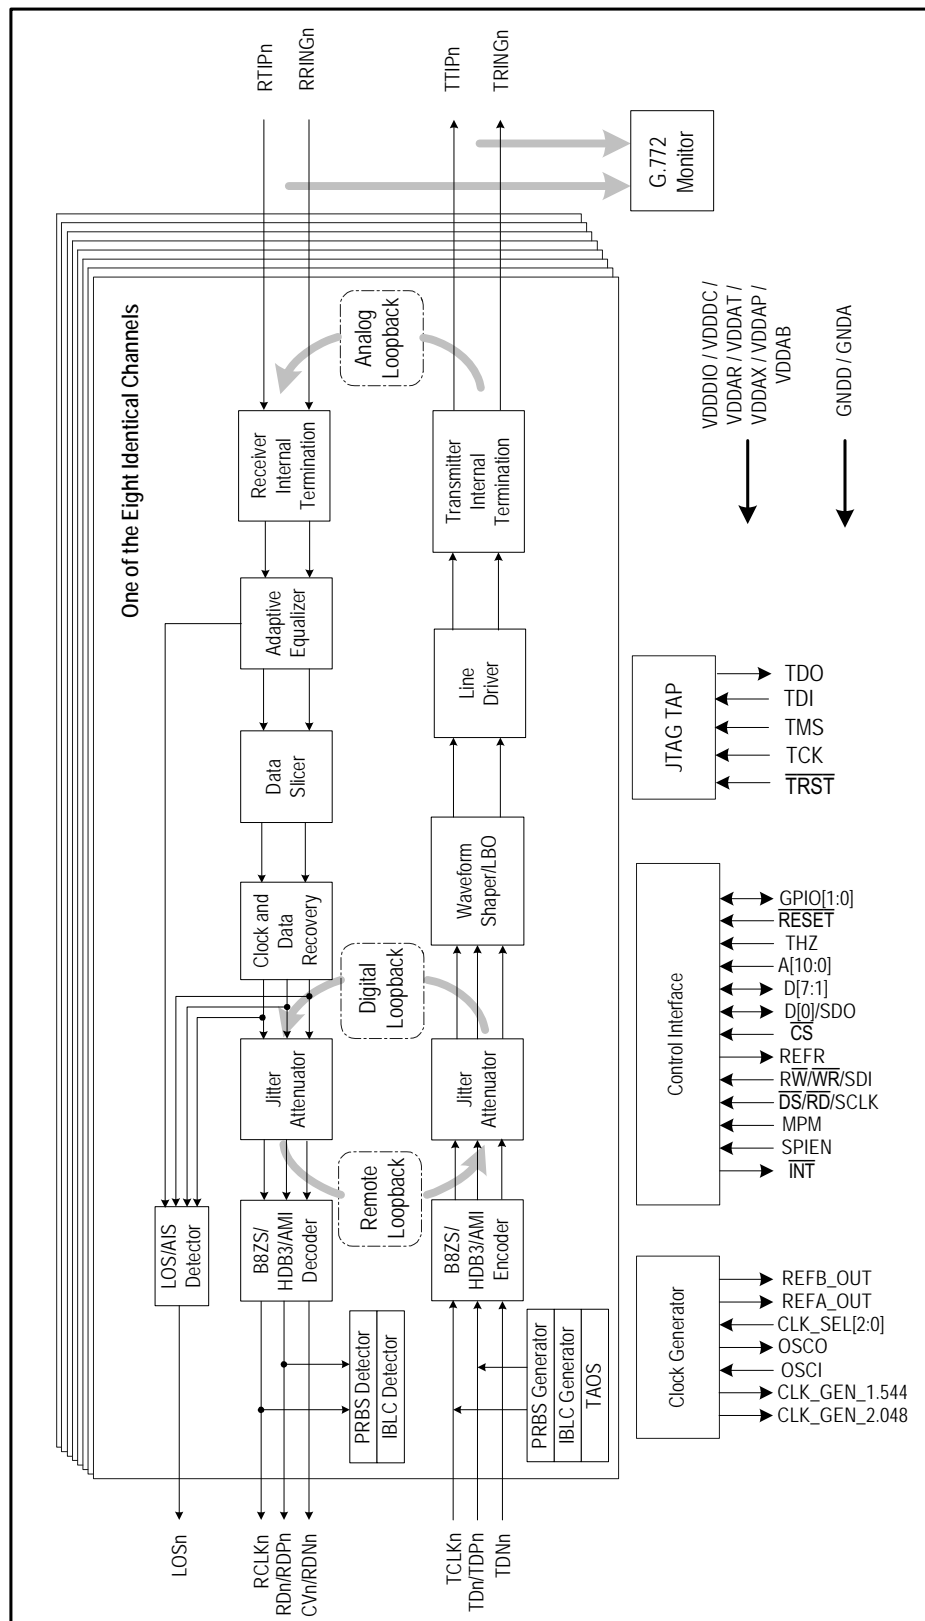 RTIPn
RRINGn
TTIPn
TRINGn
G.772
Monitor
One of the Eight Identical Channels
Analog
Loopback
VDDDIO / VDDDC /
VDDAR / VDDAT /
VDDAX / VDDAP /
VDDAB
GNDD / GNDA
Receiver
Internal
Termination
Transmitter
Internal
Termination
Adaptive
Equalizer
Line
Driver
JTAG TAP
TDO
TDI
TMS
TCK
TRST
Data
Slicer
Waveform
Shaper/LBO
Clock and
Data
Recovery
Digital
Loopback
Control Interface
GPIO[1:0]
RESET
THZ
A[10:0]
D[7:1]
D[0]/SDO
CS
REFR
RW/WR/SDI
DS/RD/SCLK
MPM
SPIEN
INT
Jitter
Attenuator
Jitter
Attenuator
Remote
Loopback
LOS/AIS
Detector
B8ZS/
HDB3/AMI
Decoder
B8ZS/
HDB3/AMI
Encoder
Clock Generator
REFB_OUT
REFA_OUT
CLK_SEL[2:0]
OSCO
OSCI
CLK_GEN_1.544
CLK_GEN_2.048
PRBS Detector
IBLC Detector
PRBS Generator
IBLC Generator
TAOS
LOSn
RCLKn
RDn/RDPn
CVn/RDNn
TCLKn
TDn/TDPn
TDNn